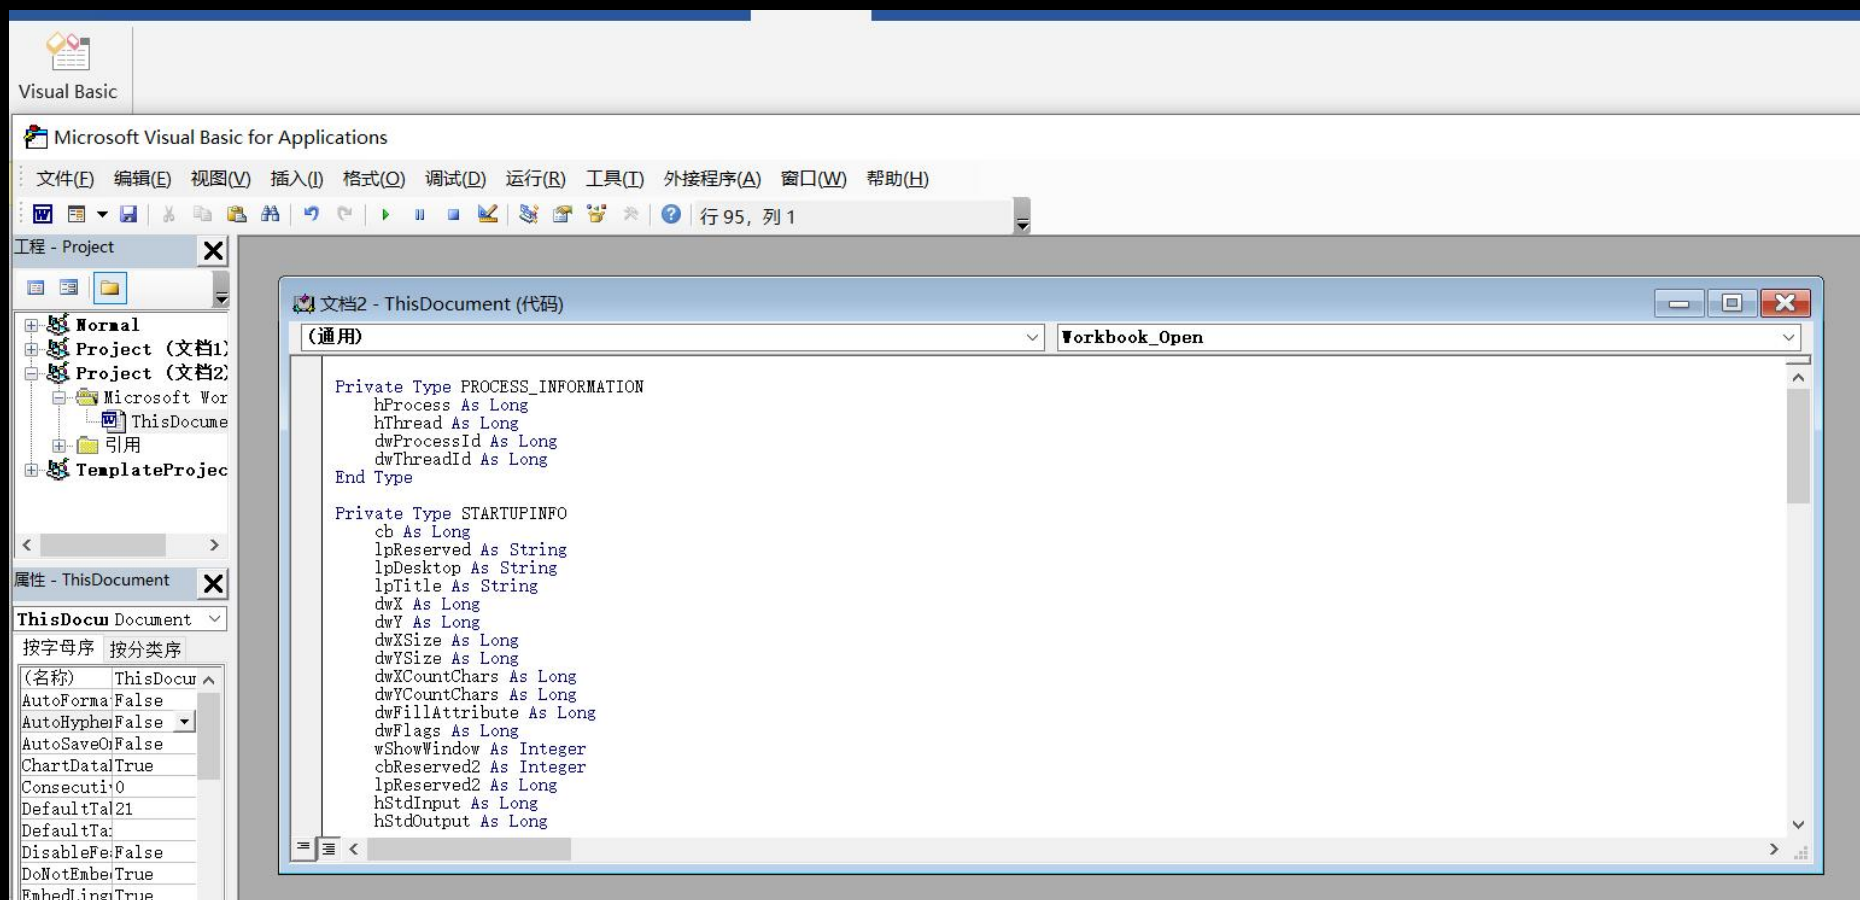 Visual Basic
Microsoft Visual Basic for Applications
文件(F) 编辑(E) 视图(V) 插入(I) 格式(O) 调试(D) 运行(R) 工具(T) 外接程序(A) 窗口(W) 帮助(H)
行 95, 列 1
工程 - Project
Normal
Project (文档1)
Project (文档2)
Microsoft Wor
ThisDocume
引用
TemplateProjec
属性 - ThisDocument
ThisDocu Document
按字母序 按分类序
(名称) ThisDocu
AutoForma False
AutoHyphe False
AutoSaveO False
ChartData True
Consecuti 0
DefaultTa 21
DefaultTa
DisableFe False
DoNotEmbe True
EmbedLing True
文档2 - ThisDocument (代码)
(通用) Workbook_Open
Private Type PROCESS_INFORMATION
hProcess As Long
hThread As Long
dwProcessId As Long
dwThreadId As Long
End Type
Private Type STARTUPINFO
cb As Long
lpReserved As String
lpDesktop As String
lpTitle As String
dwX As Long
dwY As Long
dwXSize As Long
dwYSize As Long
dwXCountChars As Long
dwYCountChars As Long
dwFillAttribute As Long
dwFlags As Long
wShowWindow As Integer
cbReserved2 As Integer
lpReserved2 As Long
hStdInput As Long
hStdOutput As Long